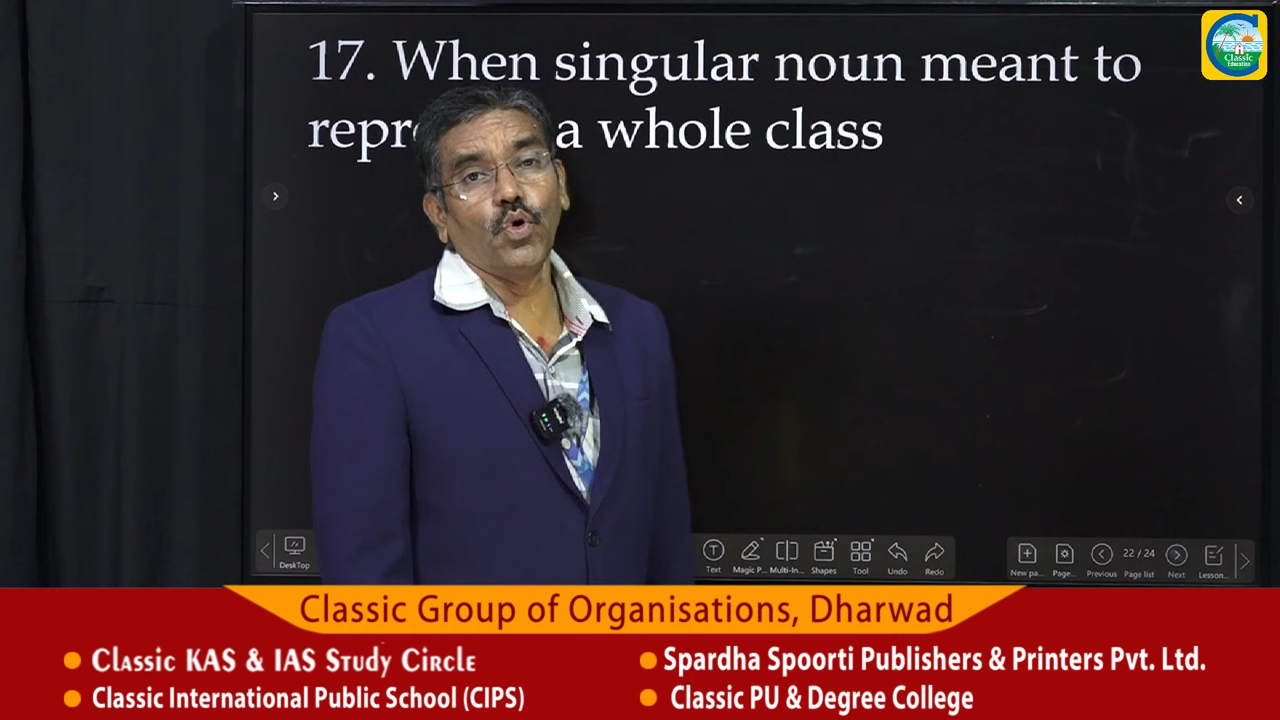 17. When singular noun meant to
a whole class
Classic
Education
DeskTop
Text
Magic P...
Multi-In...
Shapes
Tool
Undo
Redo
New pa...
Page...
Previous
22 / 24
Page list
Next
Lesson...
Classic Group of Organisations, Dharwad
Classic KAS & IAS Study Circle
Spardha Spoorti Publishers & Printers Pvt. Ltd.
Classic International Public School (CIPS)
Classic PU & Degree College